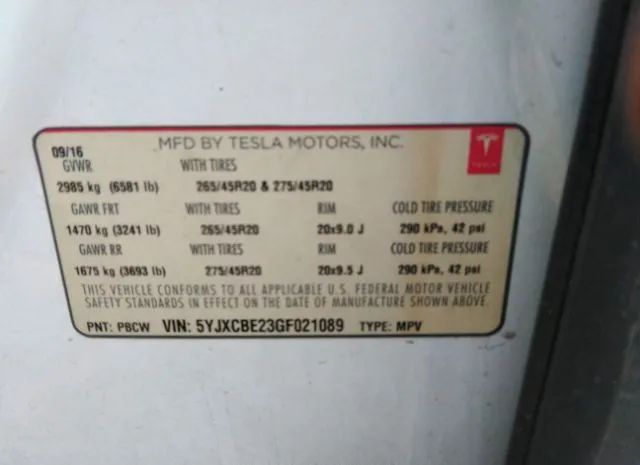 MFD BY TESLA MOTORS, INC.
09/16
GVWR WITH TIRES
2985 kg (6581 lb) 265/45R20 & 275/45R20
GAWR FRT WITH TIRES RIM COLD TIRE PRESSURE
1470 kg (3241 lb) 265/45R20 20x9.0 J 290 kPa, 42 psi
GAWR RR WITH TIRES RIM COLD TIRE PRESSURE
1675 kg (3693 lb) 275/45R20 20x9.5 J 290 kPa, 42 psi
THIS VEHICLE CONFORMS TO ALL APPLICABLE U.S. FEDERAL MOTOR VEHICLE
SAFETY STANDARDS IN EFFECT ON THE DATE OF MANUFACTURE SHOWN ABOVE.
PNT: PBCW VIN: 5YJXCBE23GF021089 TYPE: MPV
TESLA